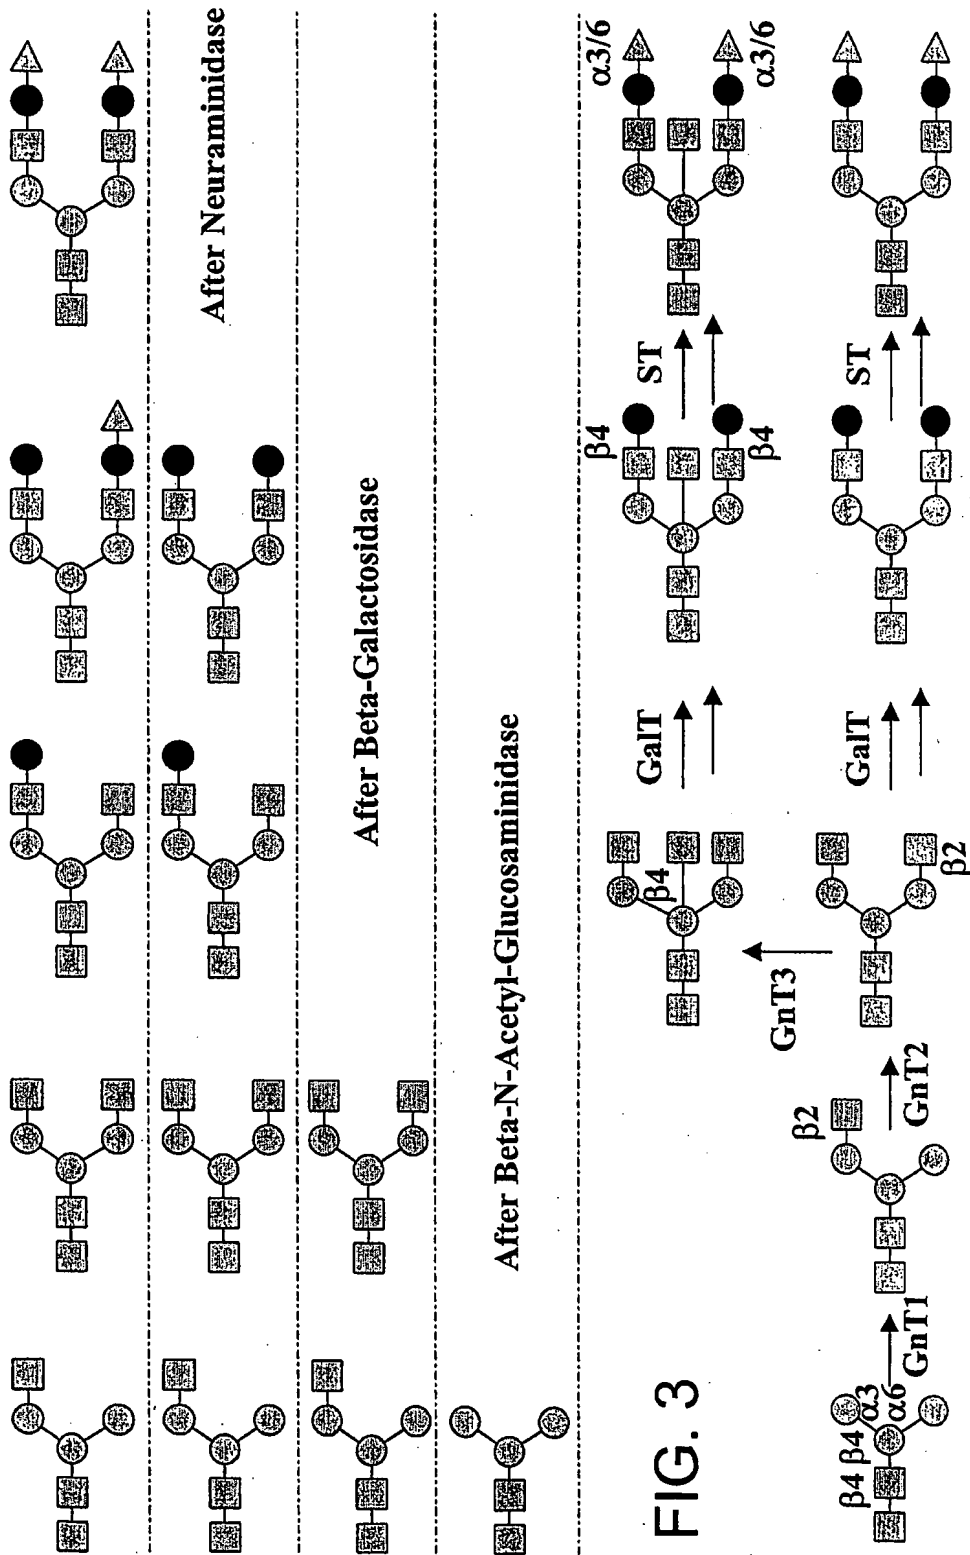 After Neuraminidase
After Beta-Galactosidase
After Beta-N-Acetyl-Glucosaminidase
FIG. 3
β4 β4 α3
α6
GnT1
β2
GnT2
GnT3
β4
β2
GalT
GalT
β4
β4
ST
ST
α3/6
α3/6